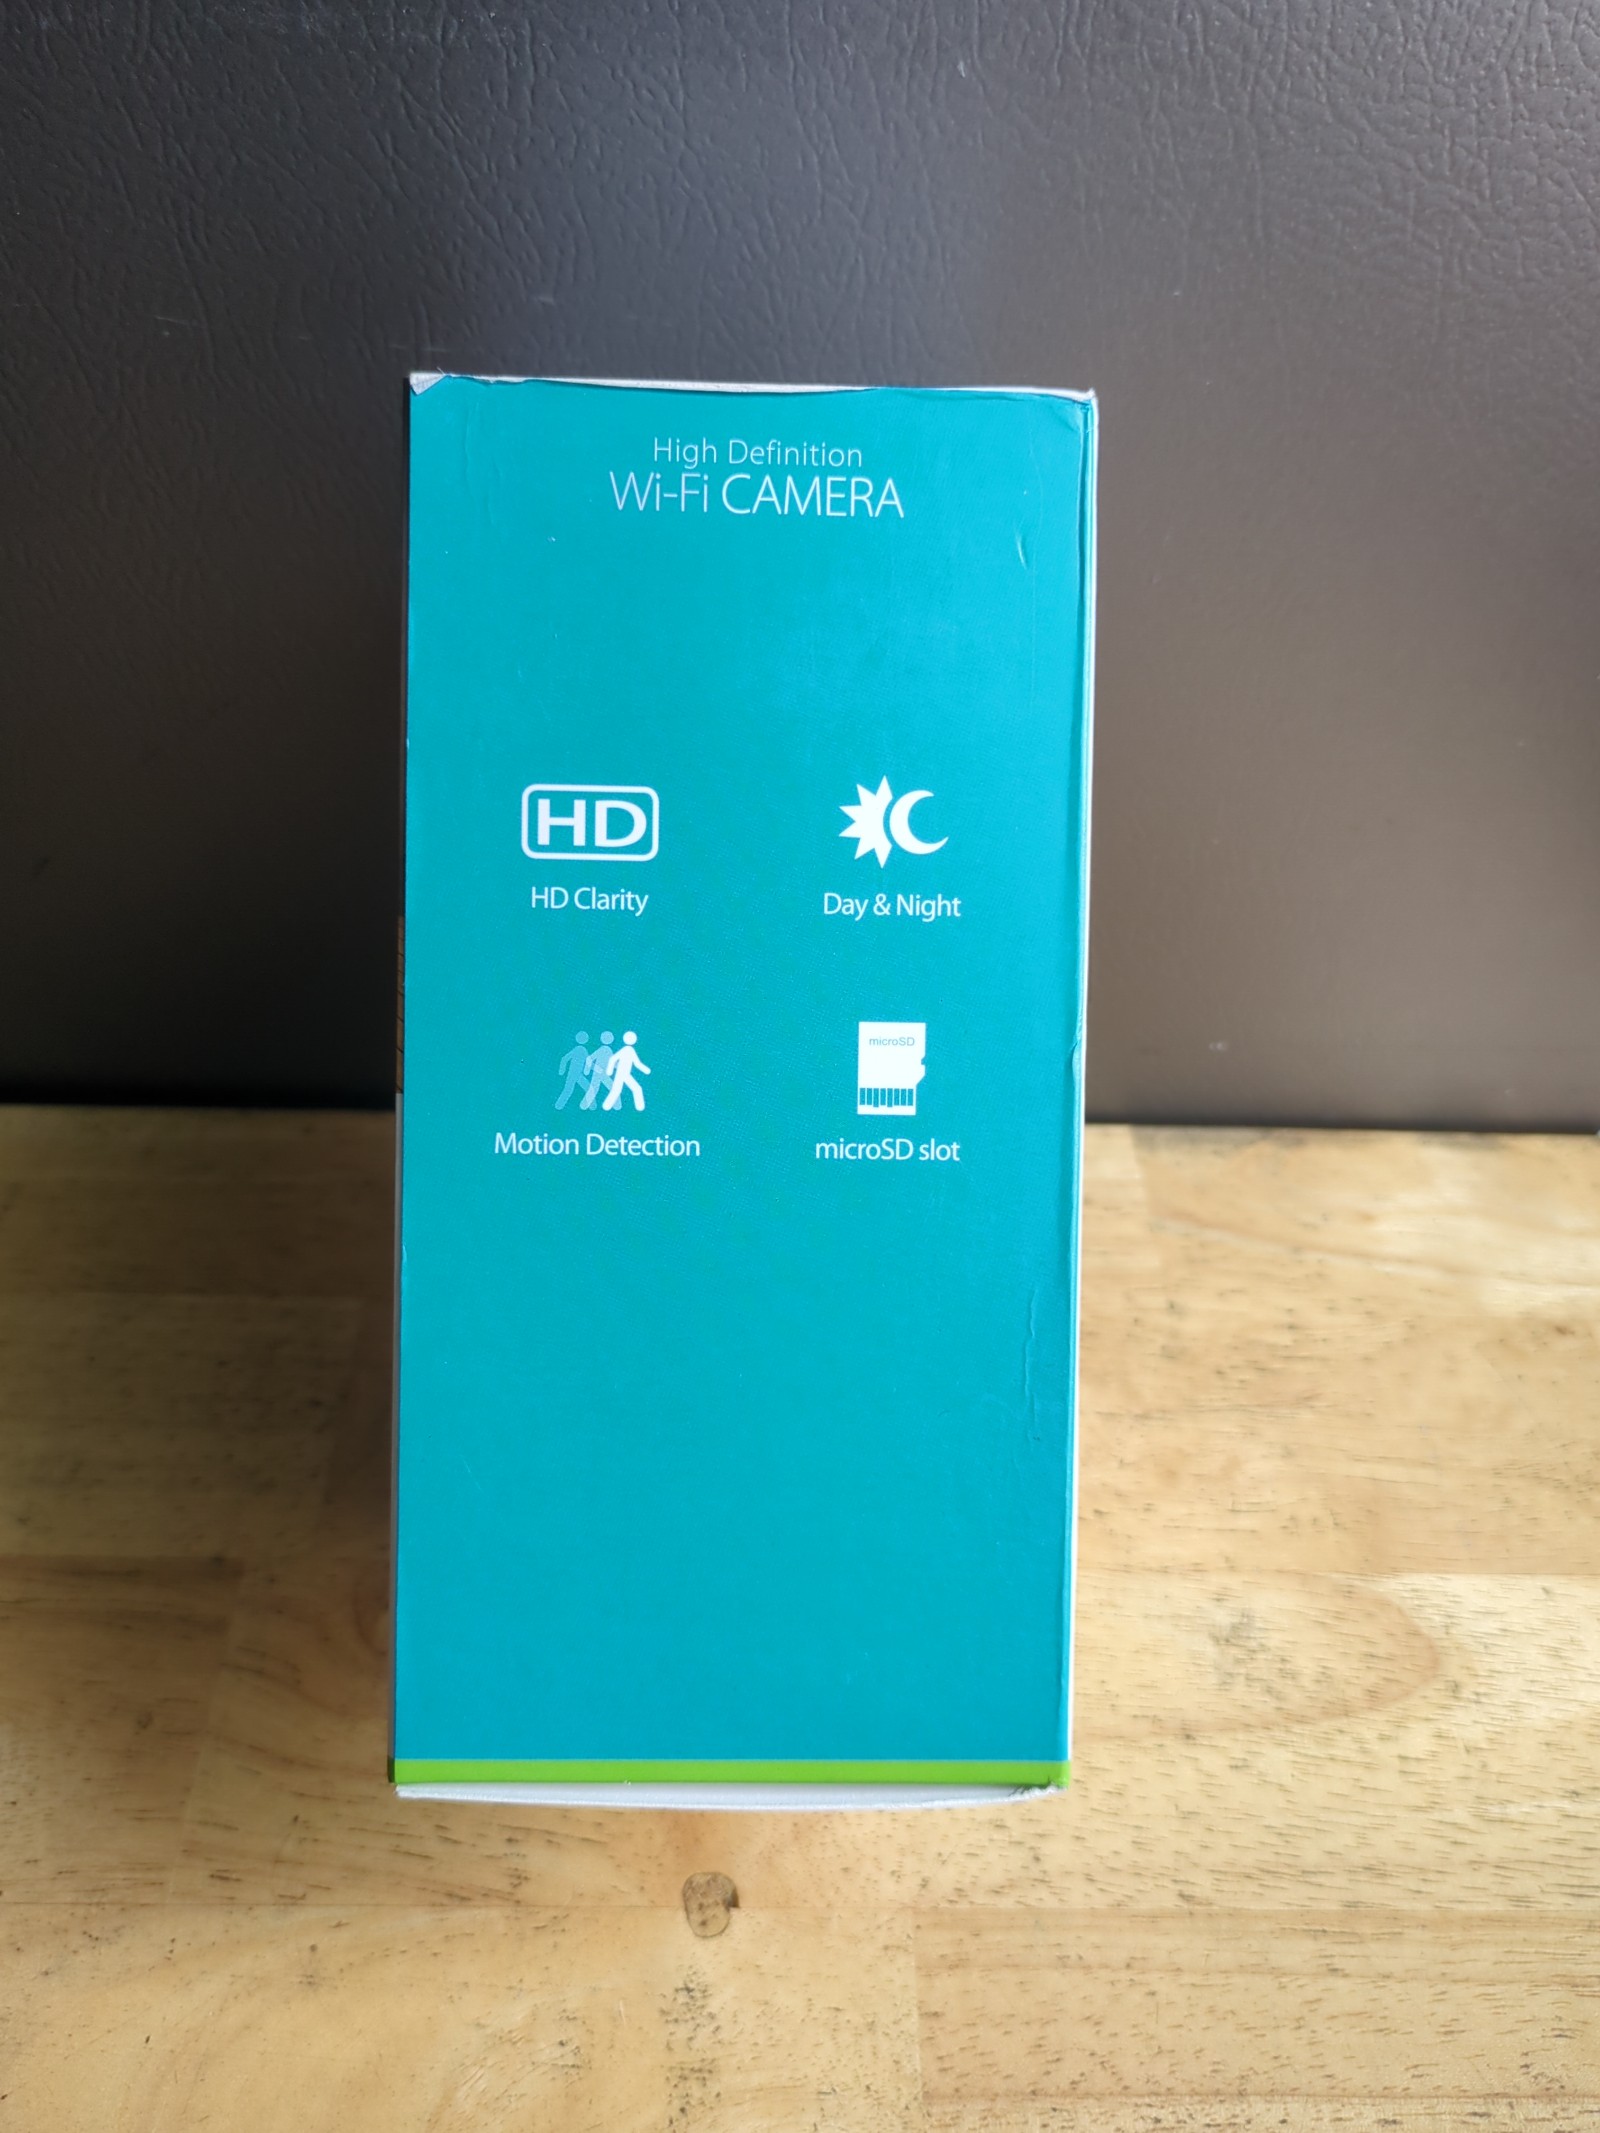 High Definition
Wi-Fi CAMERA
HD
HD Clarity
Day & Night
microSD
Motion Detection
microSD slot